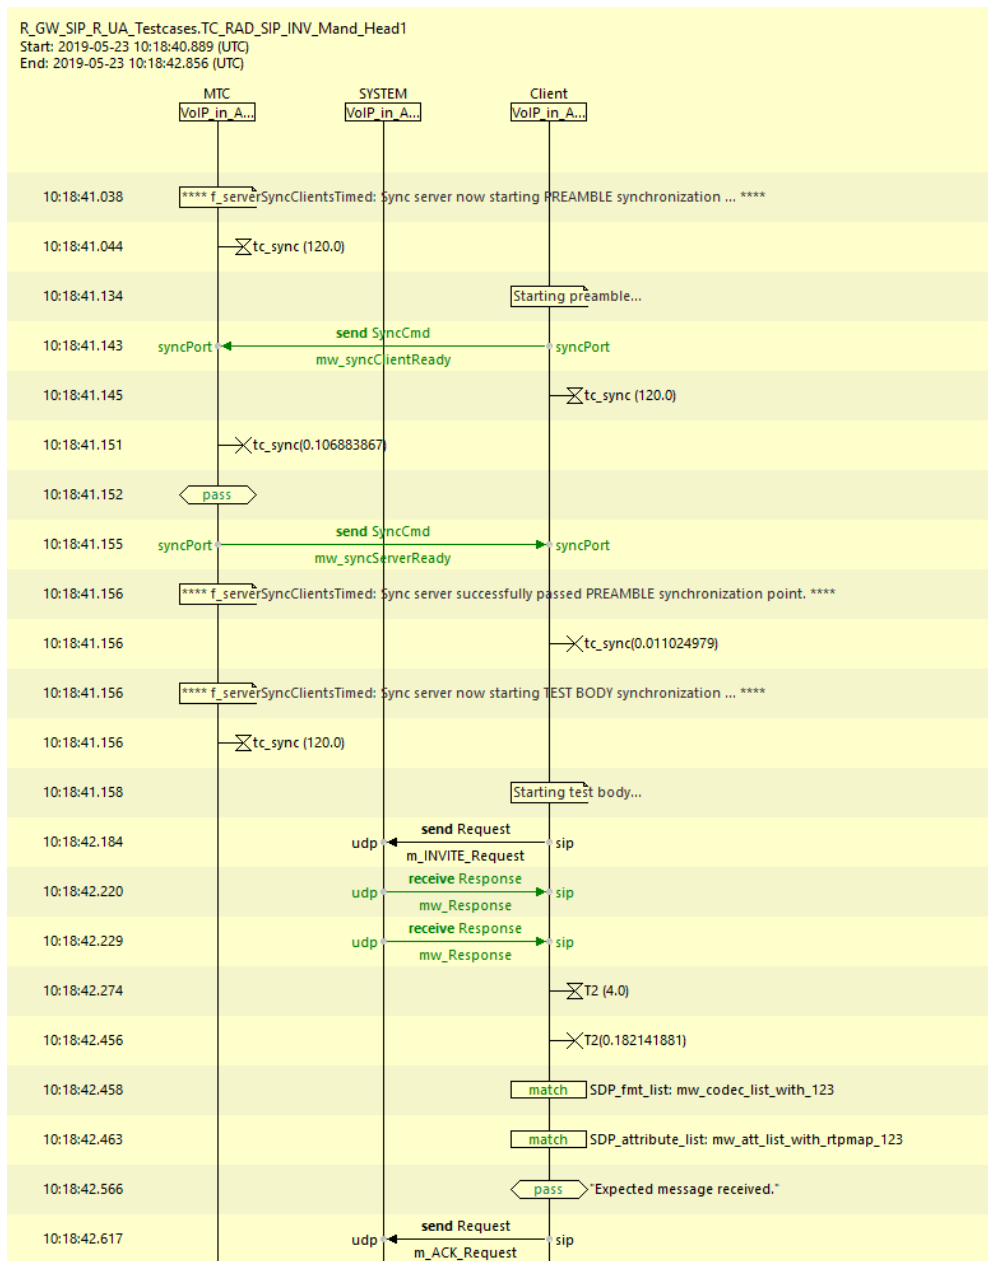 R_GW_SIP_R_UA_Testcases.TC_RAD_SIP_INV_Mand_Head1
Start: 2019-05-23 10:18:40.889 (UTC)
End: 2019-05-23 10:18:42.856 (UTC)
MTC SYSTEM Client
VoIP_in_A... VoIP_in_A... VoIP_in_A...
10:18:41.038 **** f_serverSyncClientsTimed: Sync server now starting PREAMBLE synchronization ... ****
10:18:41.044 tc_sync (120.0)
10:18:41.134 Starting preamble...
send SyncCmd
10:18:41.143 syncPort syncPort
mw_syncClientReady
10:18:41.145 tc_sync (120.0)
10:18:41.151 tc_sync(0.106883867)
10:18:41.152 pass
send SyncCmd
10:18:41.155 syncPort syncPort
mw_syncServerReady
10:18:41.156 **** f_serverSyncClientsTimed: Sync server successfully passed PREAMBLE synchronization point. ****
10:18:41.156 tc_sync(0.011024979)
10:18:41.156 **** f_serverSyncClientsTimed: Sync server now starting TEST BODY synchronization ... ****
10:18:41.156 tc_sync (120.0)
10:18:41.158 Starting test body...
send Request
10:18:42.184 udp sip
m_INVITE_Request
receive Response
10:18:42.220 udp sip
mw_Response
receive Response
10:18:42.229 udp sip
mw_Response
10:18:42.274 T2 (4.0)
10:18:42.456 T2(0.182141881)
10:18:42.458 match SDP_fmt_list: mw_codec_list_with_123
10:18:42.463 match SDP_attribute_list: mw_att_list_with_rtpmap_123
10:18:42.566 pass "Expected message received."
send Request
10:18:42.617 udp sip
m_ACK_Request